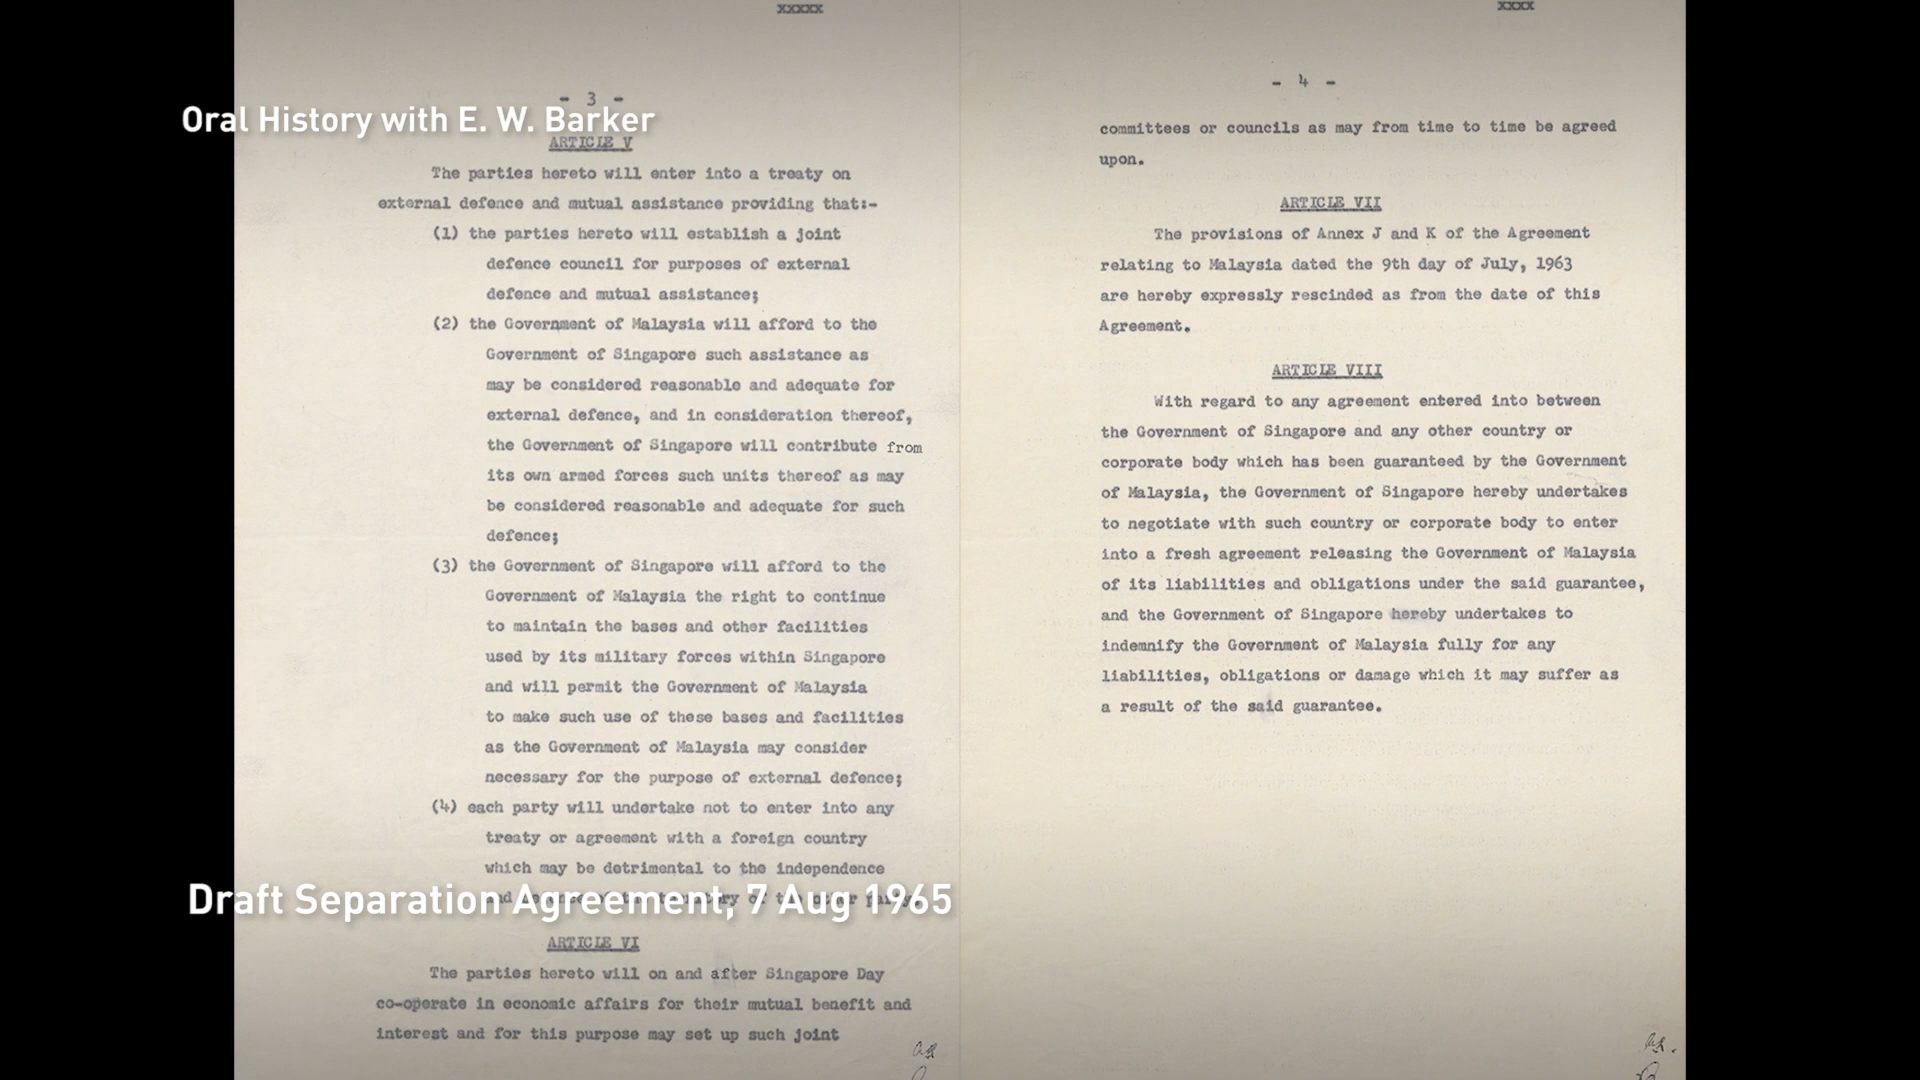 XXXXX
- 3 -
Oral History with E. W. Barker
ARTICLE V
The parties hereto will enter into a treaty on
external defence and mutual assistance providing that:-
(1) the parties hereto will establish a joint
defence council for purposes of external
defence and mutual assistance;
(2) the Government of Malaysia will afford to the
Government of Singapore such assistance as
may be considered reasonable and adequate for
external defence, and in consideration thereof,
the Government of Singapore will contribute from
its own armed forces such units thereof as may
be considered reasonable and adequate for such
defence;
(3) the Government of Singapore will afford to the
Government of Malaysia the right to continue
to maintain the bases and other facilities
used by its military forces within Singapore
and will permit the Government of Malaysia
to make such use of these bases and facilities
as the Government of Malaysia may consider
necessary for the purpose of external defence;
(4) each party will undertake not to enter into any
treaty or agreement with a foreign country
which may be detrimental to the independence
Draft Separation Agreement, 7 Aug 1965
ARTICLE VI
The parties hereto will on and after Singapore Day
co-operate in economic affairs for their mutual benefit and
interest and for this purpose may set up such joint
XXXX
- 4 -
committees or councils as may from time to time be agreed
upon.
ARTICLE VII
The provisions of Annex J and K of the Agreement
relating to Malaysia dated the 9th day of July, 1963
are hereby expressly rescinded as from the date of this
Agreement.
ARTICLE VIII
With regard to any agreement entered into between
the Government of Singapore and any other country or
corporate body which has been guaranteed by the Government
of Malaysia, the Government of Singapore hereby undertakes
to negotiate with such country or corporate body to enter
into a fresh agreement releasing the Government of Malaysia
of its liabilities and obligations under the said guarantee,
and the Government of Singapore hereby undertakes to
indemnify the Government of Malaysia fully for any
liabilities, obligations or damage which it may suffer as
a result of the said guarantee.